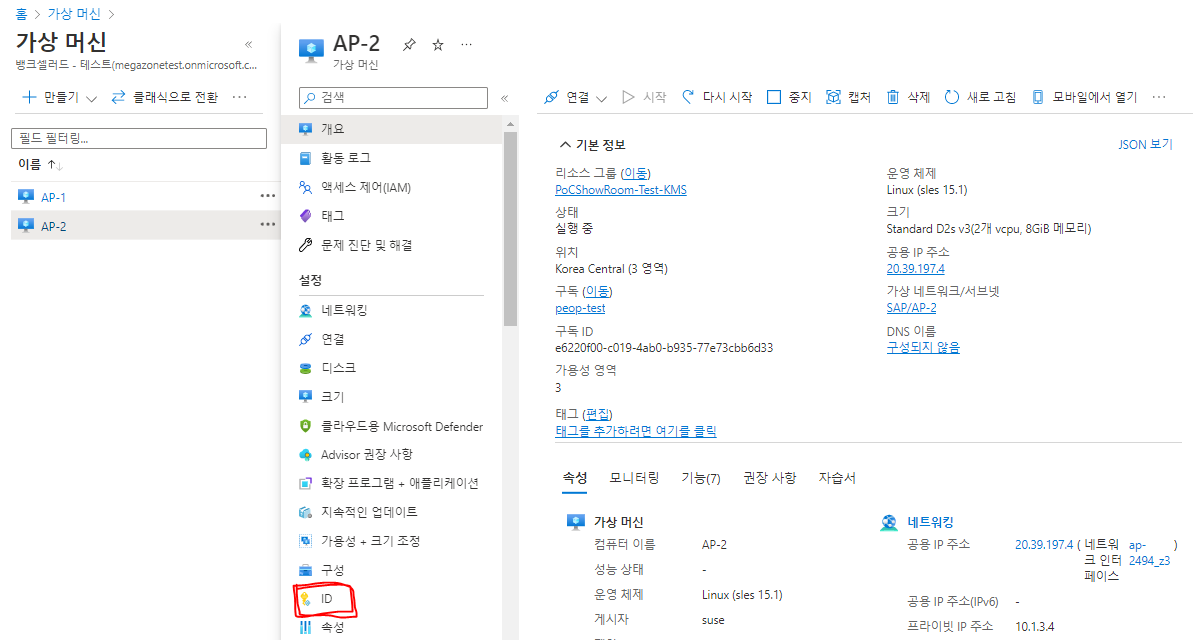 홈 > 가상 머신 >
가상 머신 «
뱅크샐러드 - 테스트(megazonetest.onmicrosoft.c...
+ 만들기 클래식으로 전환 ...
필드 필터링...
이름 ↑↓
AP-1 ...
AP-2 ...
AP-2 ...
가상 머신
검색 «
개요
활동 로그
액세스 제어(IAM)
태그
문제 진단 및 해결
설정
네트워킹
연결
디스크
크기
클라우드용 Microsoft Defender
Advisor 권장 사항
확장 프로그램 + 애플리케이션
지속적인 업데이트
가용성 + 크기 조정
구성
ID
속성
연결 시작 다시 시작 중지 캡처 삭제 새로 고침 모바일에서 열기 ...
기본 정보 JSON 보기
리소스 그룹 (이동)
PoCShowRoom-Test-KMS
상태
실행 중
위치
Korea Central (3 영역)
구독 (이동)
peop-test
구독 ID
e6220f00-c019-4ab0-b935-77e73cbb6d33
가용성 영역
3
태그 (편집)
태그를 추가하려면 여기를 클릭
운영 체제
Linux (sles 15.1)
크기
Standard D2s v3(2개 vcpu, 8GiB 메모리)
공용 IP 주소
20.39.197.4
가상 네트워크/서브넷
SAP/AP-2
DNS 이름
구성되지 않음
속성 모니터링 기능(7) 권장 사항 자습서
가상 머신
컴퓨터 이름 AP-2
성능 상태 -
운영 체제 Linux (sles 15.1)
게시자 suse
네트워킹
공용 IP 주소 20.39.197.4 ( 네트워 ap- )
크 인터 2494_z3
페이스
공용 IP 주소(IPv6) -
프라이빗 IP 주소 10.1.3.4